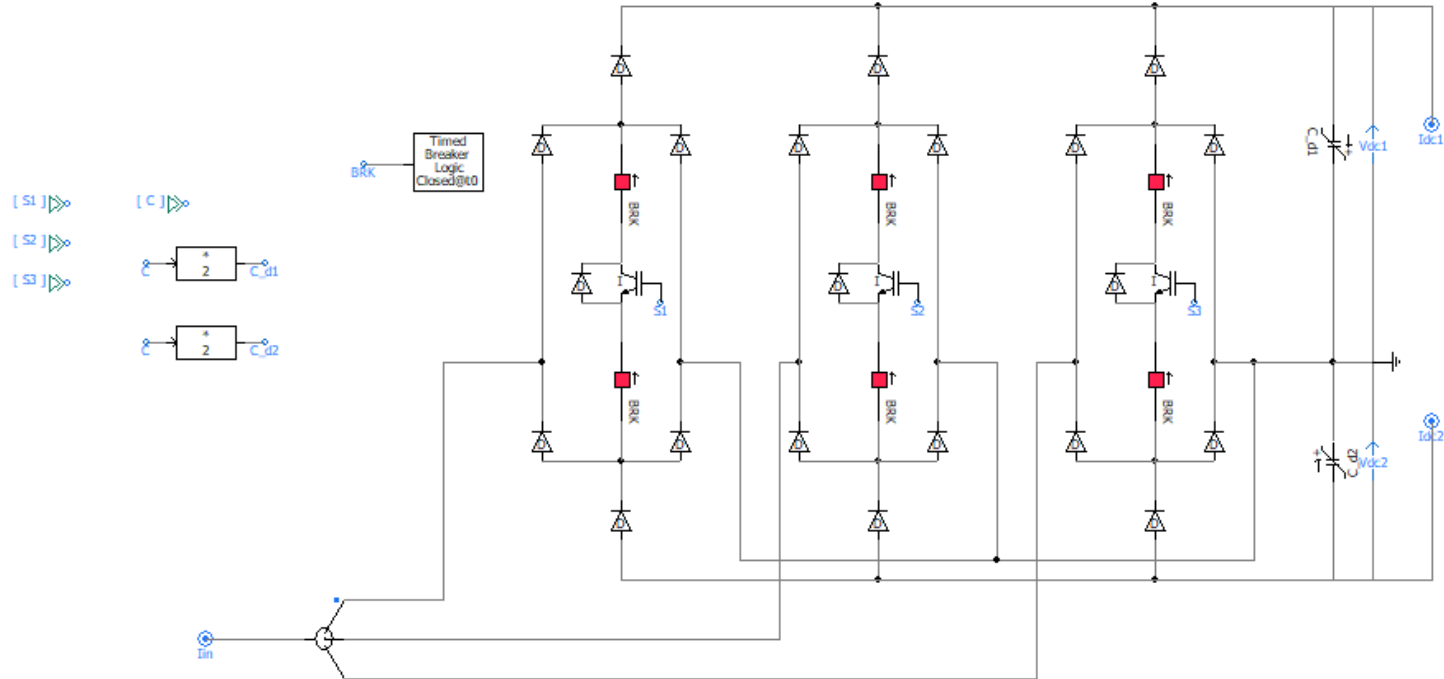 Timed
Breaker
Logic
Closed@t0
BRK
[ S1 ]
[ S2 ]
[ S3 ]
[ C ]
C
*
2
C_d1
C
*
2
C_d2
D
D
D
D
D
D
D
D
D
BRK
BRK
BRK
D
I
S1
D
I
S2
D
I
S3
BRK
BRK
BRK
D
D
D
D
D
D
D
D
D
C_d1
+
Vdc1
Idc1
C_d2
+
Vdc2
Idc2
Iin